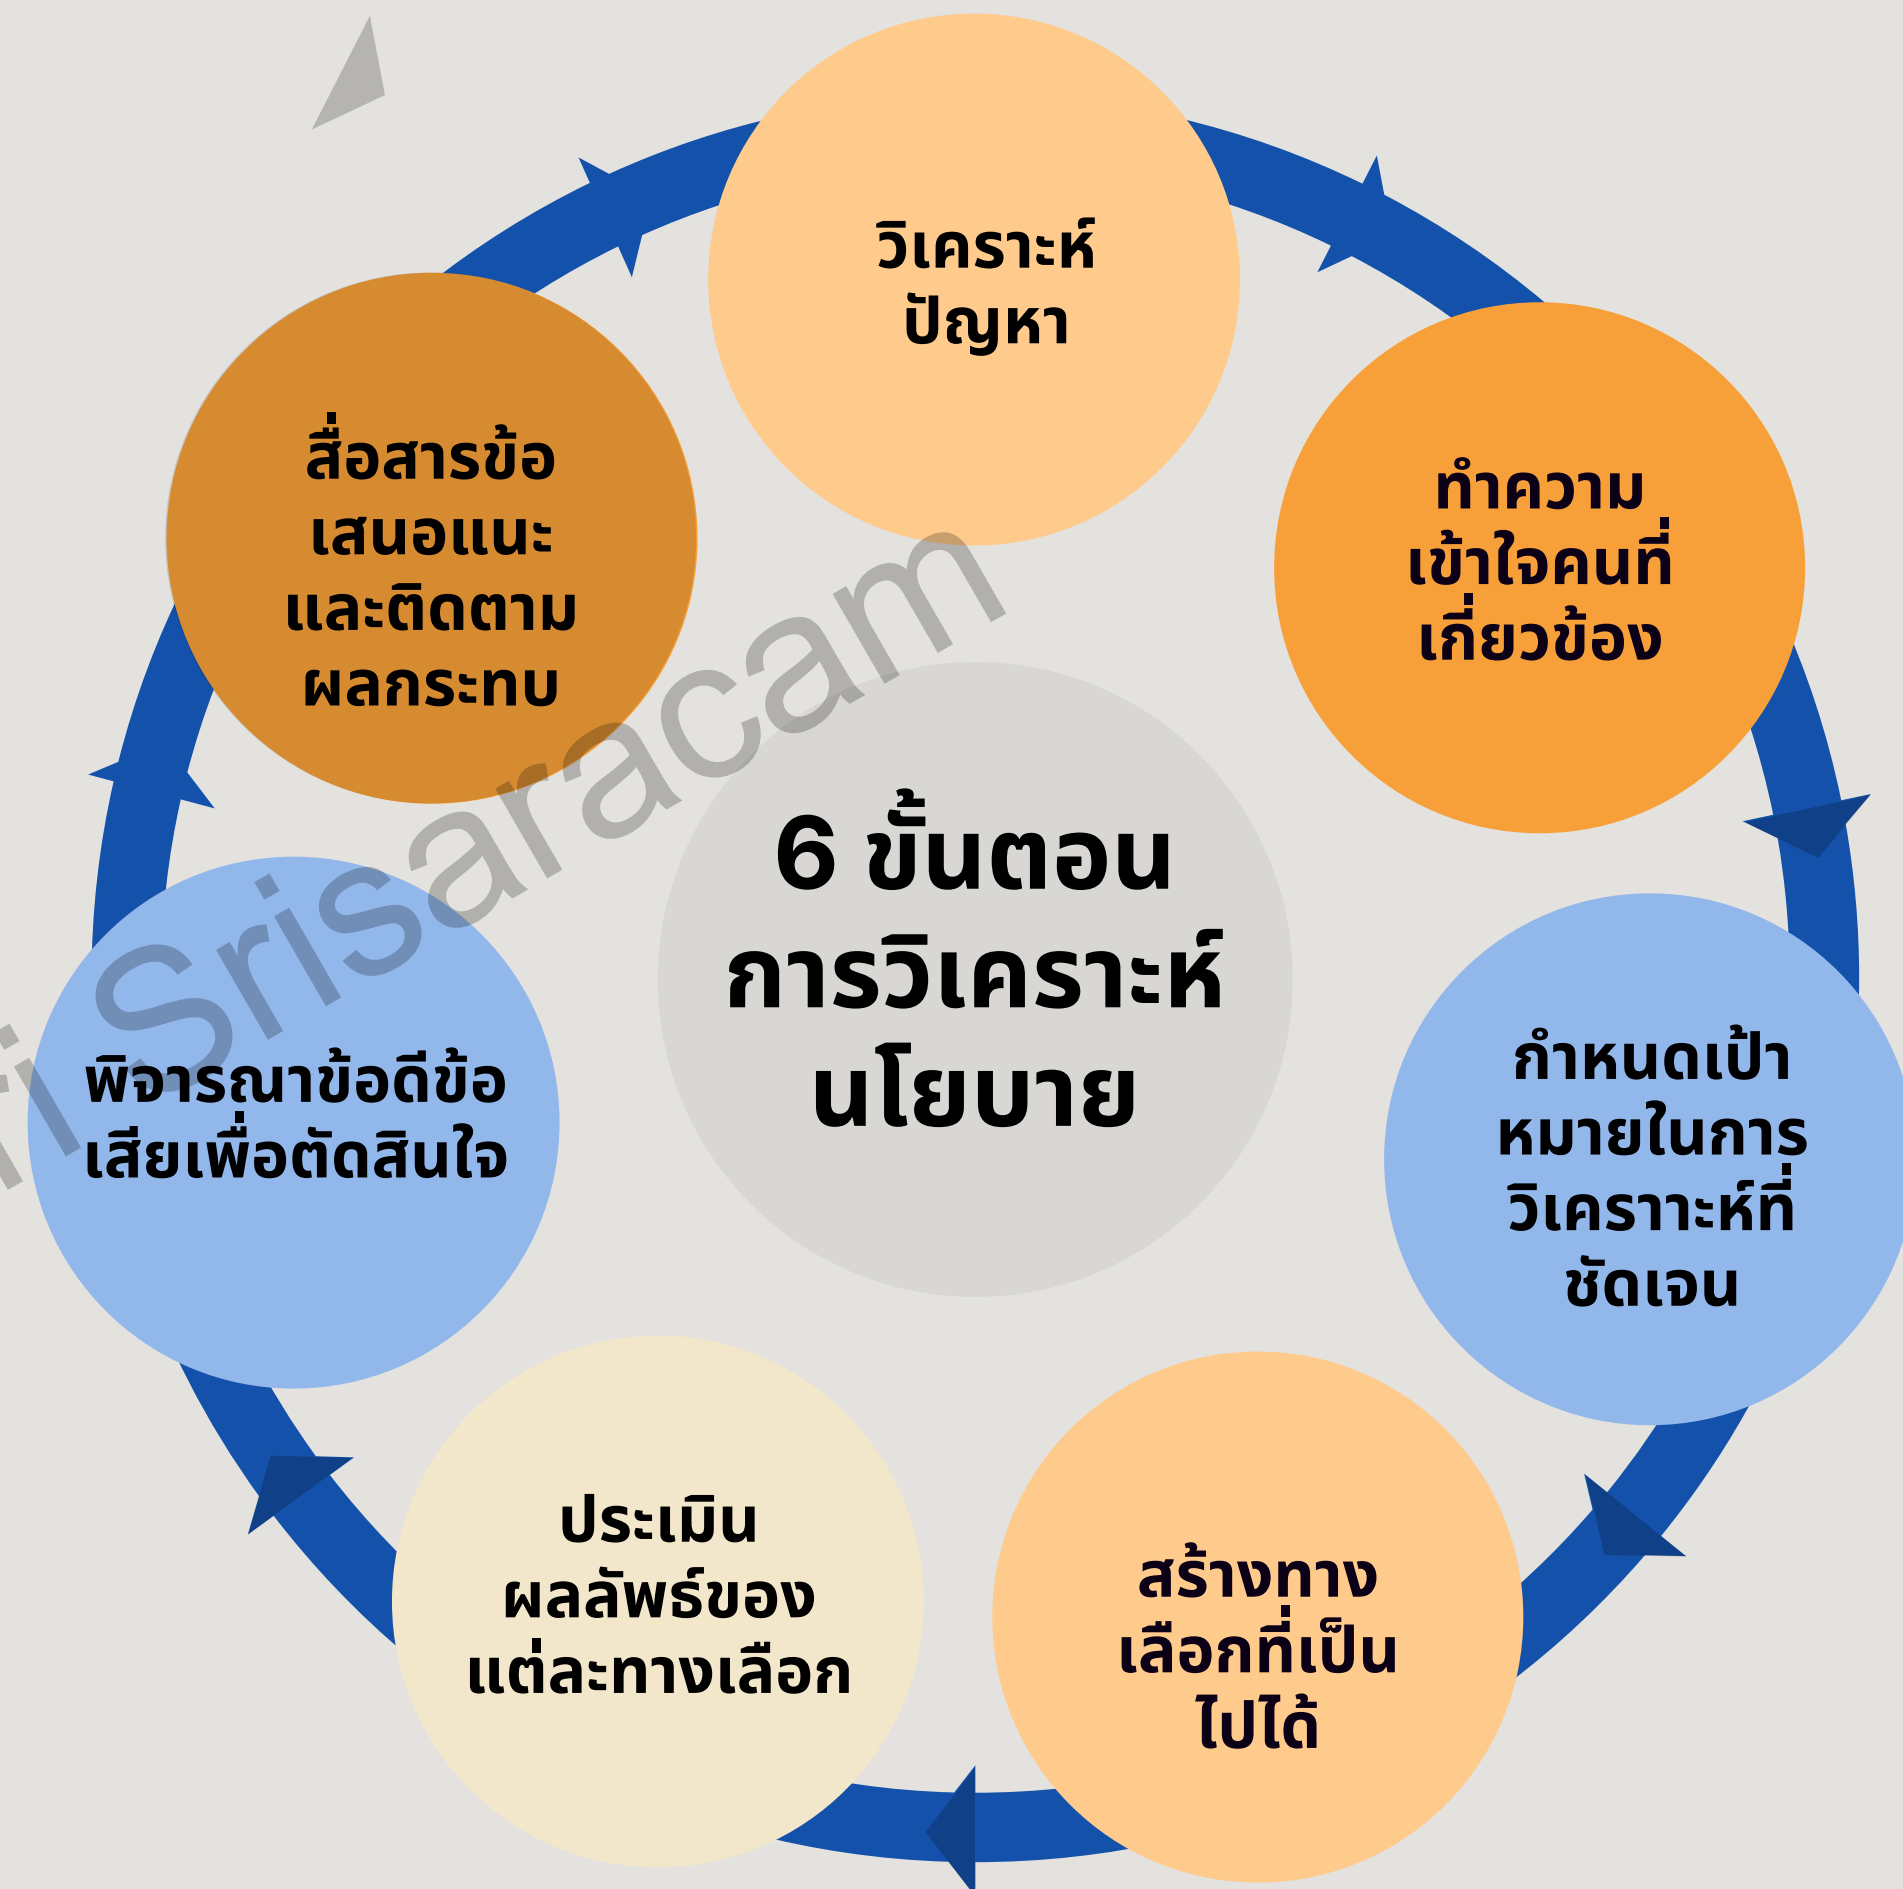 วิเคราะห์
ปัญหา
ทำความ
เข้าใจคนที่
เกี่ยวข้อง
กำหนดเป้า
หมายในการ
วิเคราาะห์ที่
ชัดเจน
สร้างทาง
เลือกที่เป็น
ไปได้
ประเมิน
ผลลัพธ์ของ
แต่ละทางเลือก
พิจารณาข้อดีข้อ
เสียเพื่อตัดสินใจ
สื่อสารข้อ
เสนอแนะ
และติดตาม
ผลกระทบ
6 ขั้นตอน
การวิเคราะห์
นโยบาย
Srisaracam